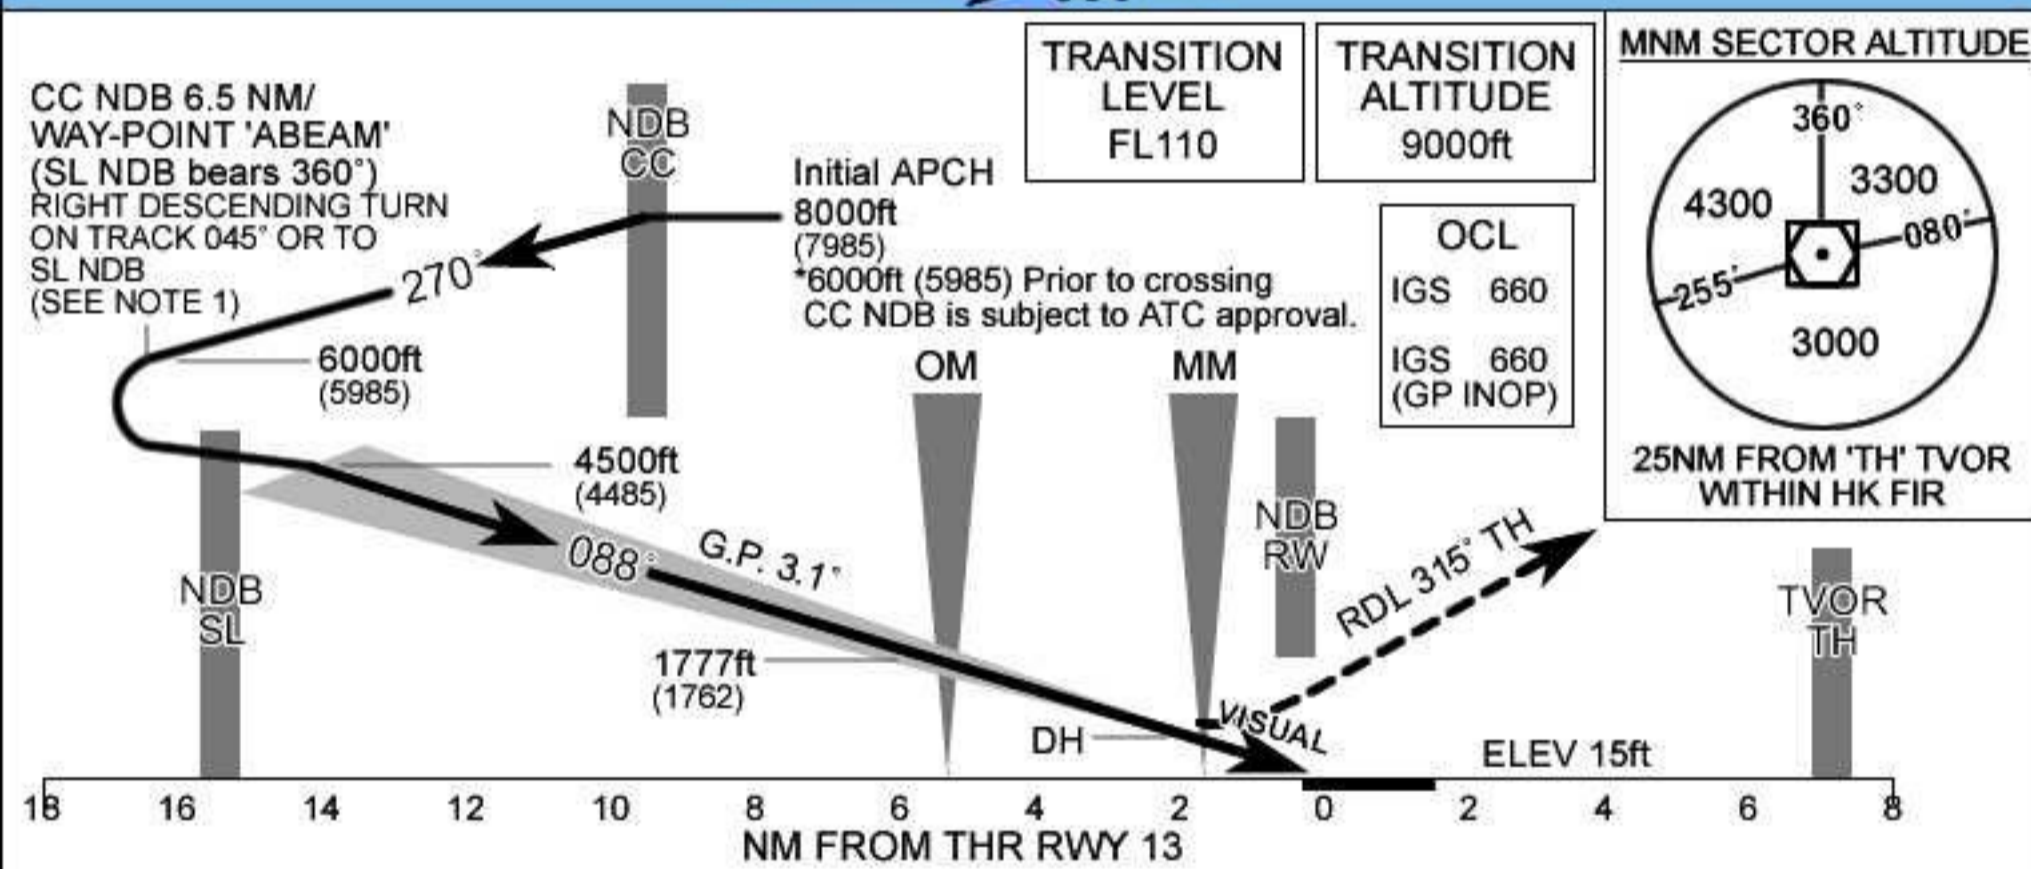 CC NDB 6.5 NM/
WAY-POINT 'ABEAM'
(SL NDB bears 360°)
RIGHT DESCENDING TURN
ON TRACK 045° OR TO
SL NDB
(SEE NOTE 1)
NDB
CC
Initial APCH
8000ft
(7985)
*6000ft (5985) Prior to crossing
CC NDB is subject to ATC approval.
270°
6000ft
(5985)
TRANSITION
LEVEL
FL110
TRANSITION
ALTITUDE
9000ft
OCL
IGS 660
IGS 660
(GP INOP)
MNM SECTOR ALTITUDE
360°
4300
3300
080°
255°
3000
25NM FROM 'TH' TVOR
WITHIN HK FIR
OM
MM
4500ft
(4485)
NDB
SL
088°
G.P. 3.1°
1777ft
(1762)
NDB
RW
RDL 315° TH
DH
VISUAL
ELEV 15ft
TVOR
TH
18 16 14 12 10 8 6 4 2 0 2 4 6 8
NM FROM THR RWY 13